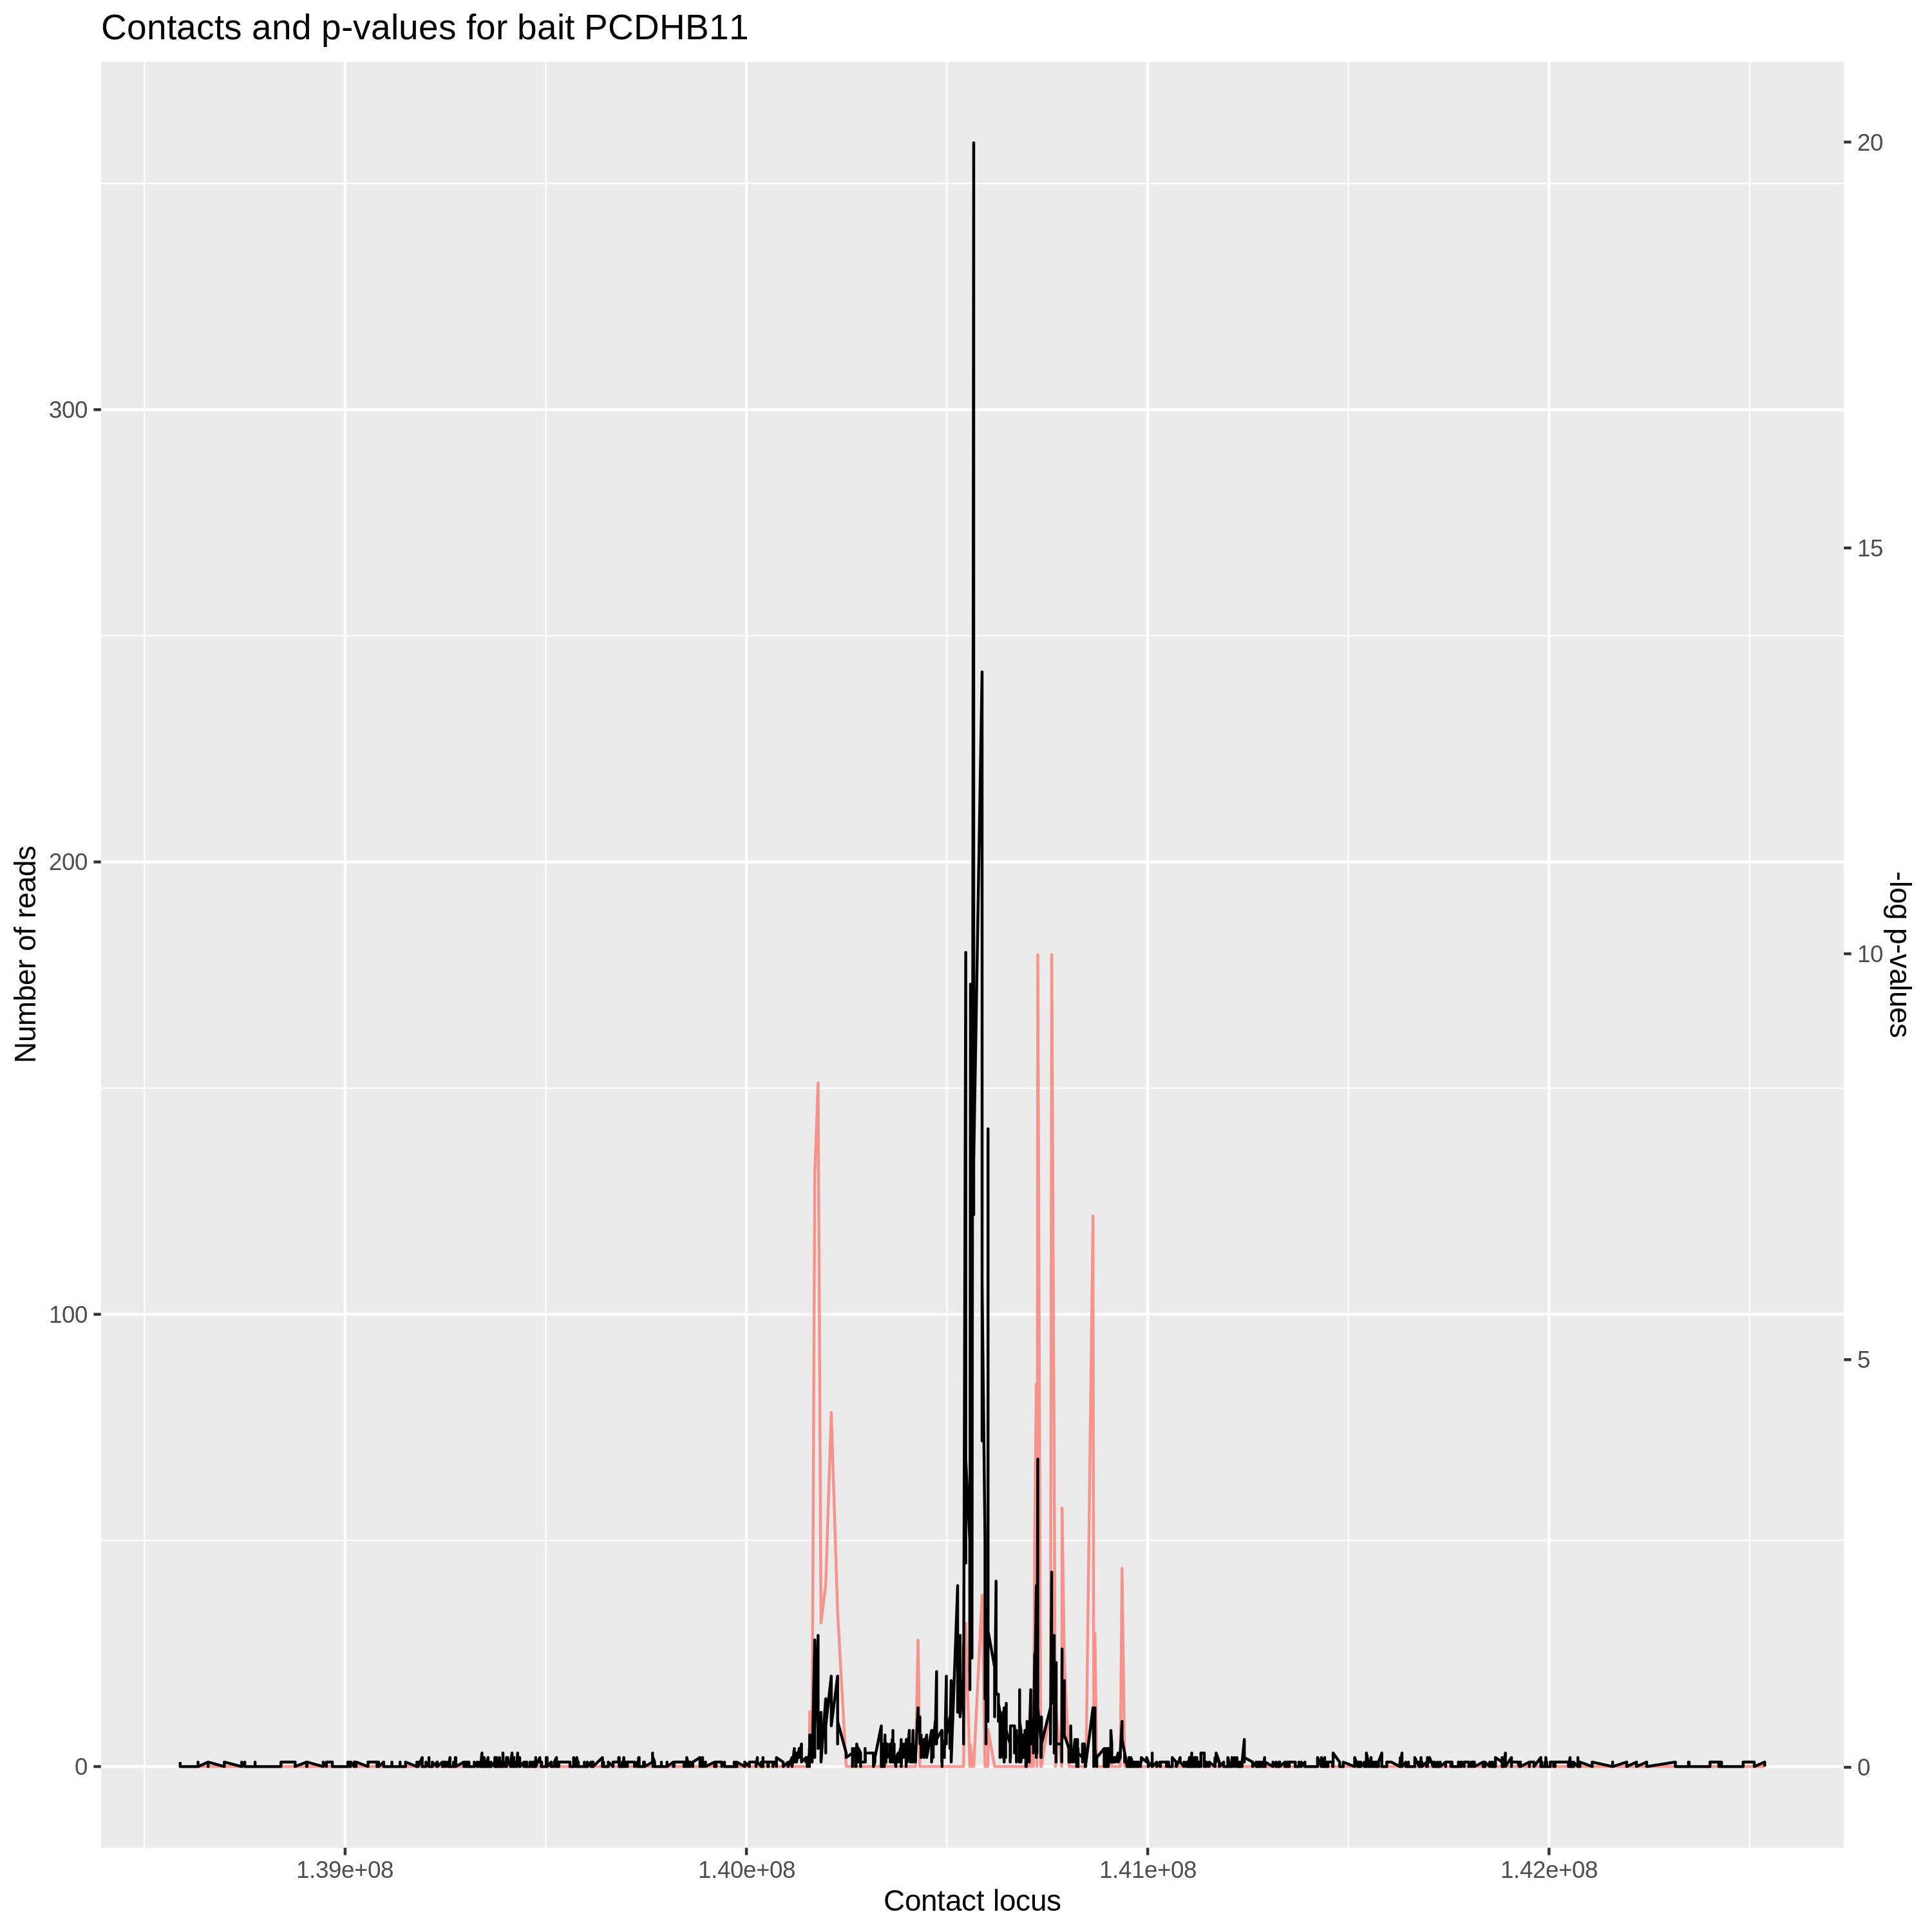 Contacts and p-values for bait PCDHB11
Number of reads
300
200
100
0
20
15
10
5
0
-log p-values
1.39e+08
1.40e+08
1.41e+08
1.42e+08
Contact locus